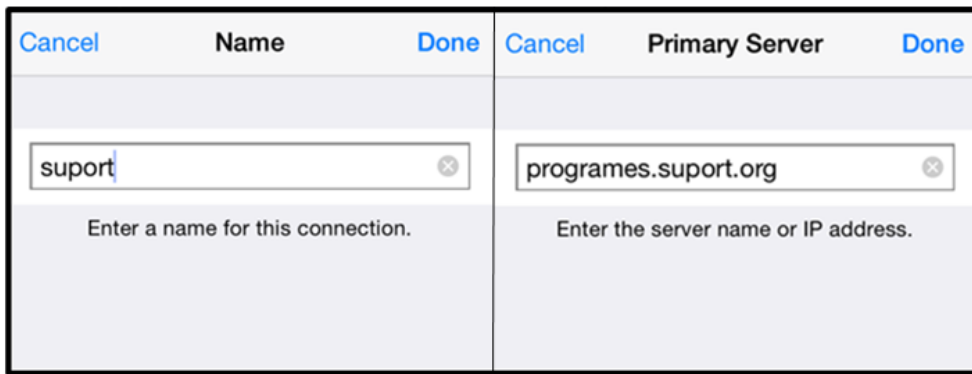 Cancel Name Done
suport
Enter a name for this connection.
Cancel Primary Server Done
programes.suport.org
Enter the server name or IP address.